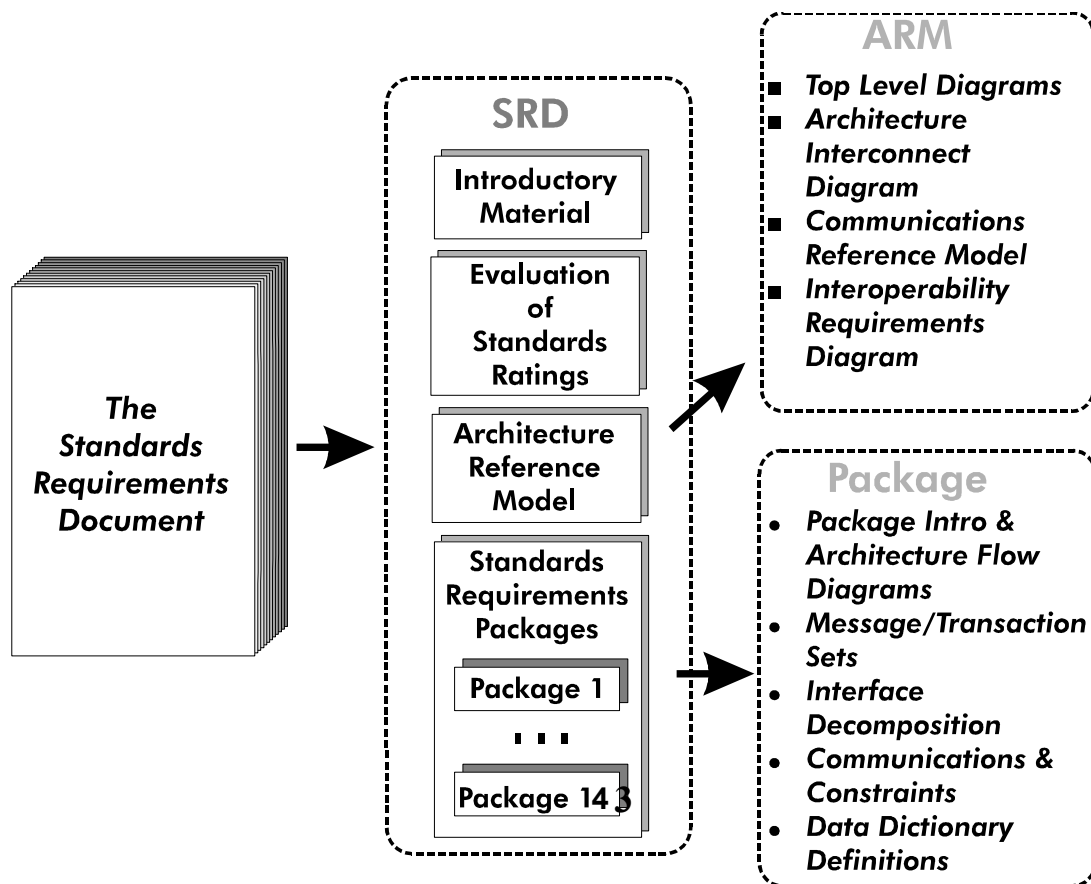 The
Standards
Requirements
Document
SRD
Introductory
Material
Evaluation
of
Standards
Ratings
Architecture
Reference
Model
Standards
Requirements
Packages
Package 1
...
Package 143
ARM
Top Level Diagrams
Architecture
Interconnect
Diagram
Communications
Reference Model
Interoperability
Requirements
Diagram
Package
Package Intro &
Architecture Flow
Diagrams
Message/Transaction
Sets
Interface
Decomposition
Communications &
Constraints
Data Dictionary
Definitions